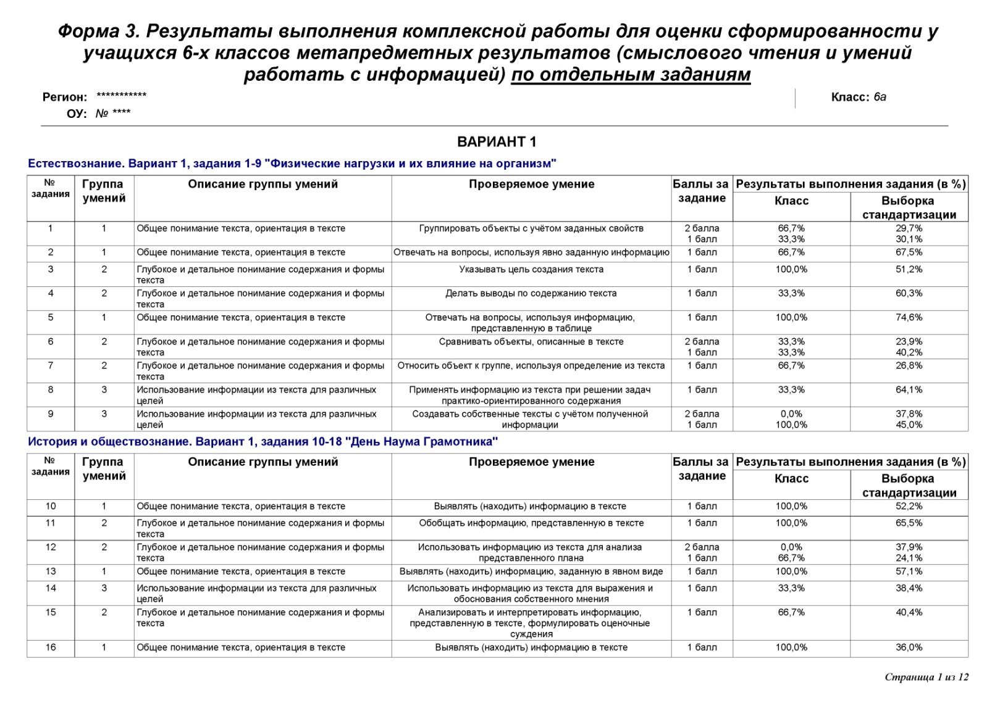 Форма 3. Результаты выполнения комплексной работы для оценки сформированности у
учащихся 6-х классов метапредметных результатов (смыслового чтения и умений
работать с информацией) по отдельным заданиям
Регион: *********** Класс: 6а
ОУ: № ****
ВАРИАНТ 1
Естествознание. Вариант 1, задания 1-9 "Физические нагрузки и их влияние на организм"
№ Группа Описание группы умений Проверяемое умение Баллы за Результаты выполнения задания (в %)
задания умений задание Класс Выборка
стандартизации
1 1 Общее понимание текста, ориентация в тексте Группировать объекты с учётом заданных свойств 2 балла 66,7% 29,7%
1 балл 33,3% 30,1%
2 1 Общее понимание текста, ориентация в тексте Отвечать на вопросы, используя явно заданную информацию 1 балл 66,7% 67,5%
3 2 Глубокое и детальное понимание содержания и формы Указывать цель создания текста 1 балл 100,0% 51,2%
текста
4 2 Глубокое и детальное понимание содержания и формы Делать выводы по содержанию текста 1 балл 33,3% 60,3%
текста
5 1 Общее понимание текста, ориентация в тексте Отвечать на вопросы, используя информацию, 1 балл 100,0% 74,6%
представленную в таблице
6 2 Глубокое и детальное понимание содержания и формы Сравнивать объекты, описанные в тексте 2 балла 33,3% 23,9%
текста 1 балл 33,3% 40,2%
7 2 Глубокое и детальное понимание содержания и формы Относить объект к группе, используя определение из текста 1 балл 66,7% 26,8%
текста
8 3 Использование информации из текста для различных Применять информацию из текста при решении задач 1 балл 33,3% 64,1%
целей практико-ориентированного содержания
9 3 Использование информации из текста для различных Создавать собственные тексты с учётом полученной 2 балла 0,0% 37,8%
целей информации 1 балл 100,0% 45,0%
История и обществознание. Вариант 1, задания 10-18 "День Наума Грамотника"
№ Группа Описание группы умений Проверяемое умение Баллы за Результаты выполнения задания (в %)
задания умений задание Класс Выборка
стандартизации
10 1 Общее понимание текста, ориентация в тексте Выявлять (находить) информацию в тексте 1 балл 100,0% 52,2%
11 2 Глубокое и детальное понимание содержания и формы Обобщать информацию, представленную в тексте 1 балл 100,0% 65,5%
текста
12 2 Глубокое и детальное понимание содержания и формы Использовать информацию из текста для анализа 2 балла 0,0% 37,9%
текста представленного плана 1 балл 66,7% 24,1%
13 1 Общее понимание текста, ориентация в тексте Выявлять (находить) информацию, заданную в явном виде 1 балл 100,0% 57,1%
14 3 Использование информации из текста для различных Использовать информацию из текста для выражения и 1 балл 33,3% 38,4%
целей обоснования собственного мнения
15 2 Глубокое и детальное понимание содержания и формы Анализировать и интерпретировать информацию, 1 балл 66,7% 40,4%
текста представленную в тексте, формулировать оценочные
суждения
16 1 Общее понимание текста, ориентация в тексте Выявлять (находить) информацию в тексте 1 балл 100,0% 36,0%
Страница 1 из 12